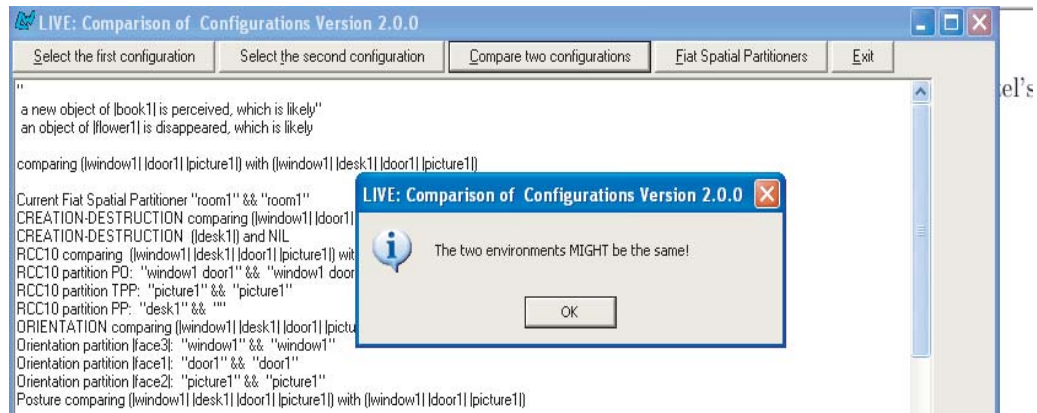 LIVE: Comparison of Configurations Version 2.0.0
Select the first configuration Select the second configuration Compare two configurations Fiat Spatial Partitioners Exit
"
a new object of |book1| is perceived, which is likely"
an object of |flower1| is disappeared, which is likely
comparing (|window1| |door1| |picture1|) with (|window1| |desk1| |door1| |picture1|)
Current Fiat Spatial Partitioner "room1" && "room1"
CREATION-DESTRUCTION comparing (|window1| |door1|
CREATION-DESTRUCTION (|desk1|) and NIL
RCC10 comparing (|window1| |desk1| |door1| |picture1|) wit
RCC10 partition PO: "window1 door1" && "window1 door
RCC10 partition TPP: "picture1" && "picture1"
RCC10 partition PP: "desk1" && ""
ORIENTATION comparing (|window1| |desk1| |door1| |pictu
Orientation partition |face3|: "window1" && "window1"
Orientation partition |face1|: "door1" && "door1"
Orientation partition |face2|: "picture1" && "picture1"
Posture comparing (|window1| |desk1| |door1| |picture1|) with (|window1| |door1| |picture1|)
LIVE: Comparison of Configurations Version 2.0.0
The two environments MIGHT be the same!
OK